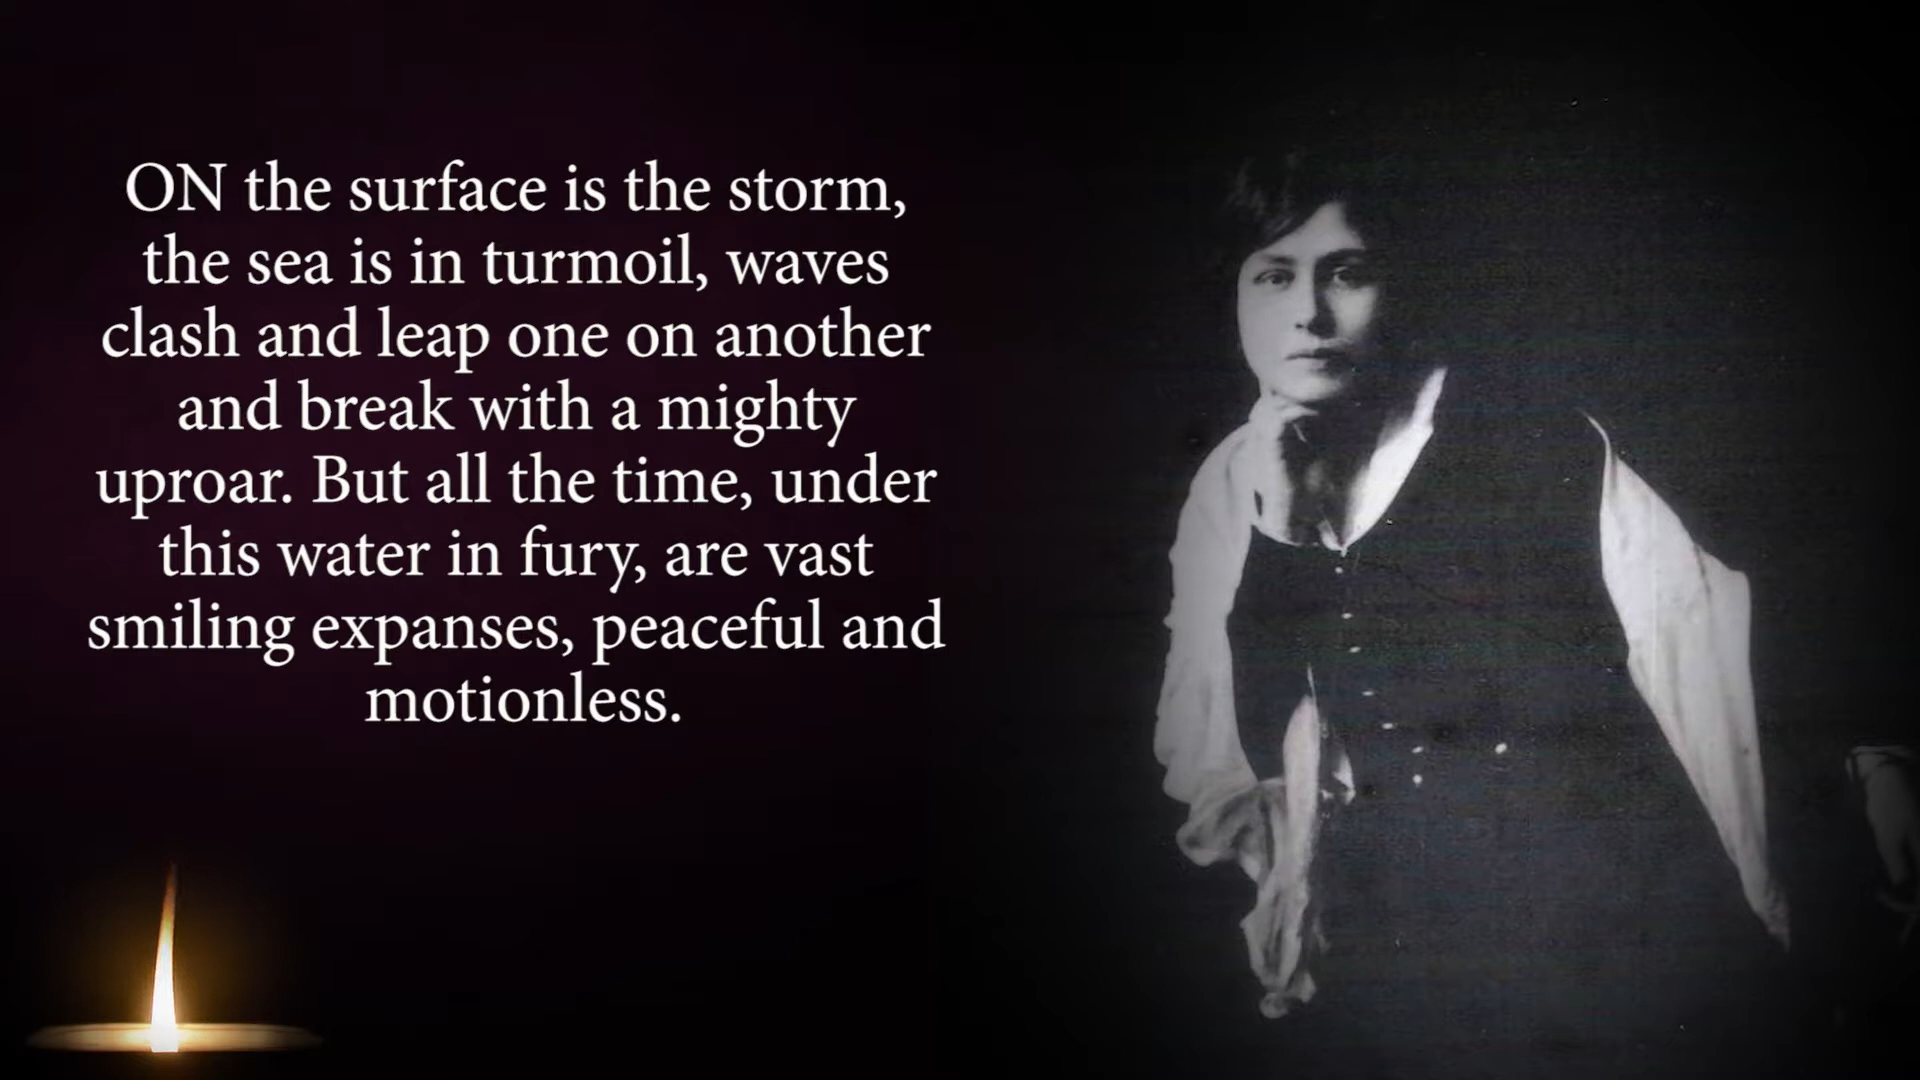 ON the surface is the storm,
the sea is in turmoil, waves
clash and leap one on another
and break with a mighty
uproar. But all the time, under
this water in fury, are vast
smiling expanses, peaceful and
motionless.